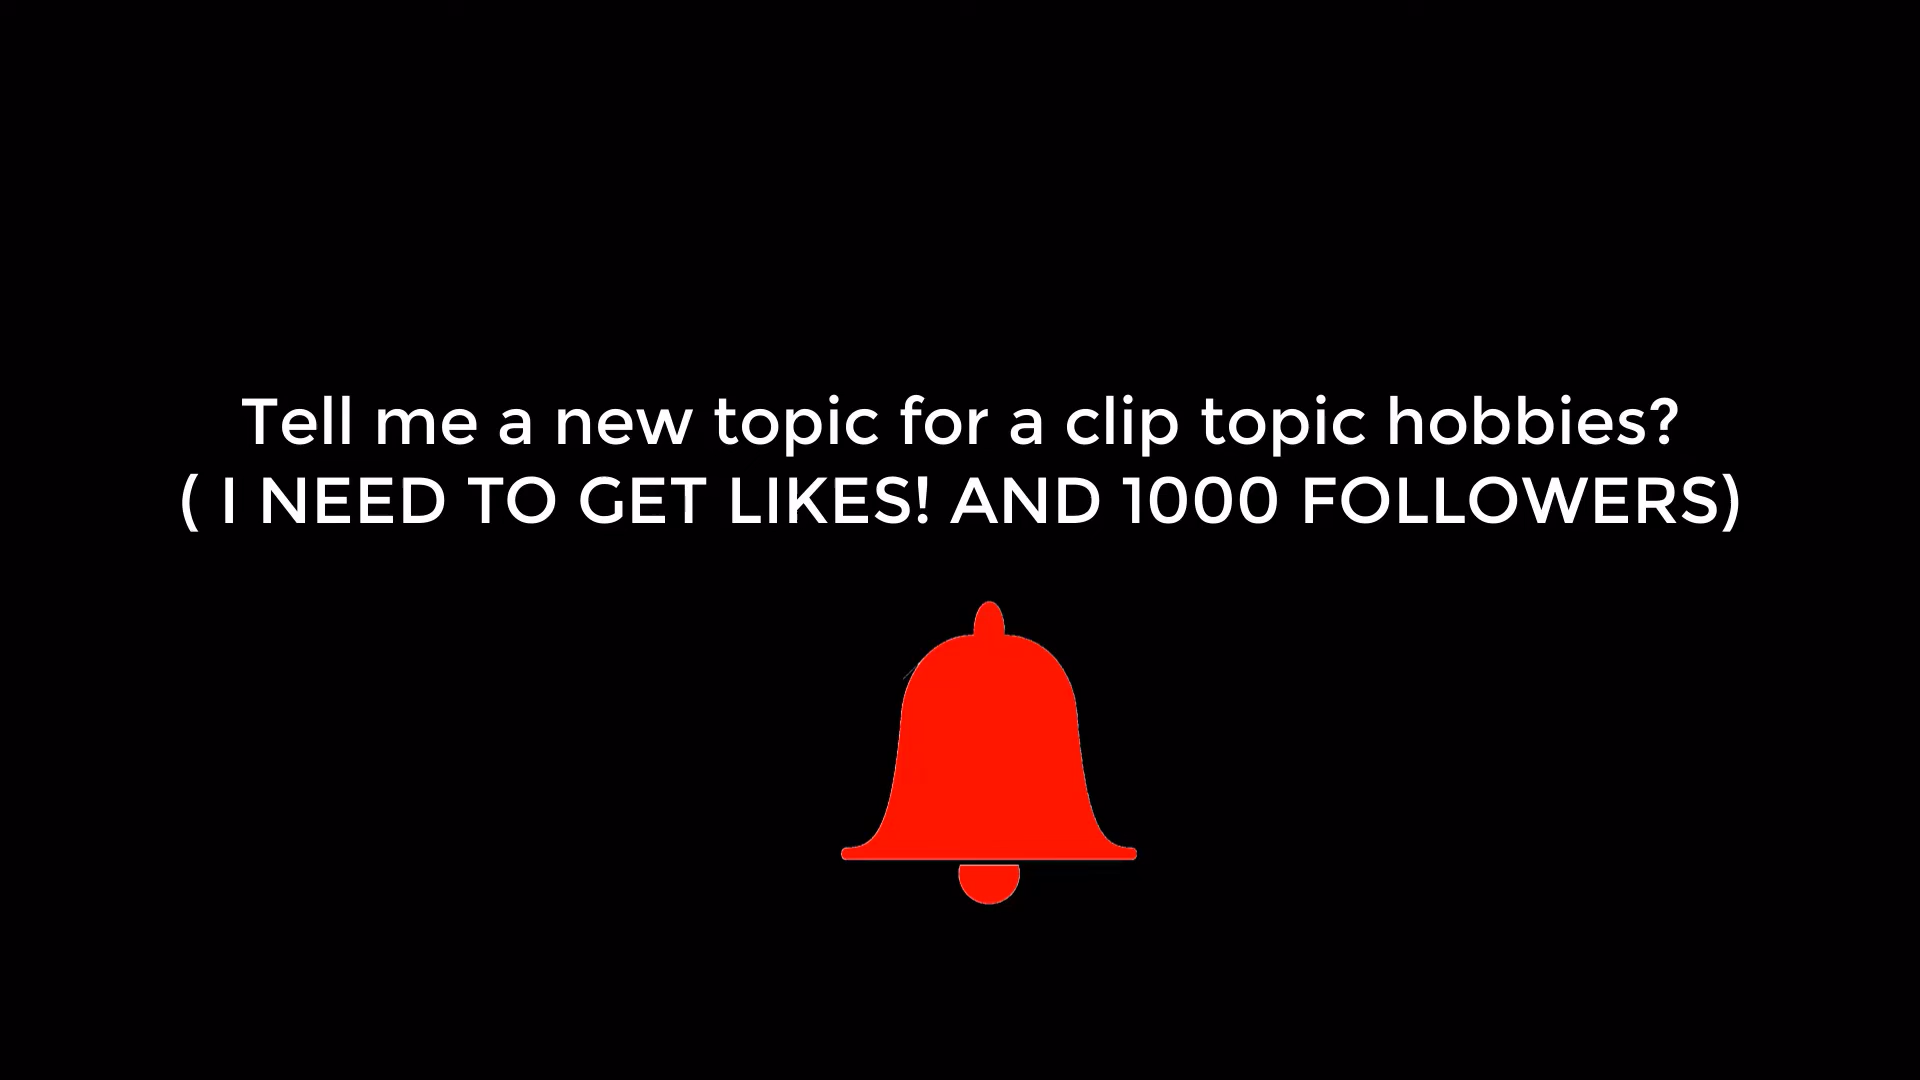 Tell me a new topic for a clip topic hobbies?
( I NEED TO GET LIKES! AND 1000 FOLLOWERS)